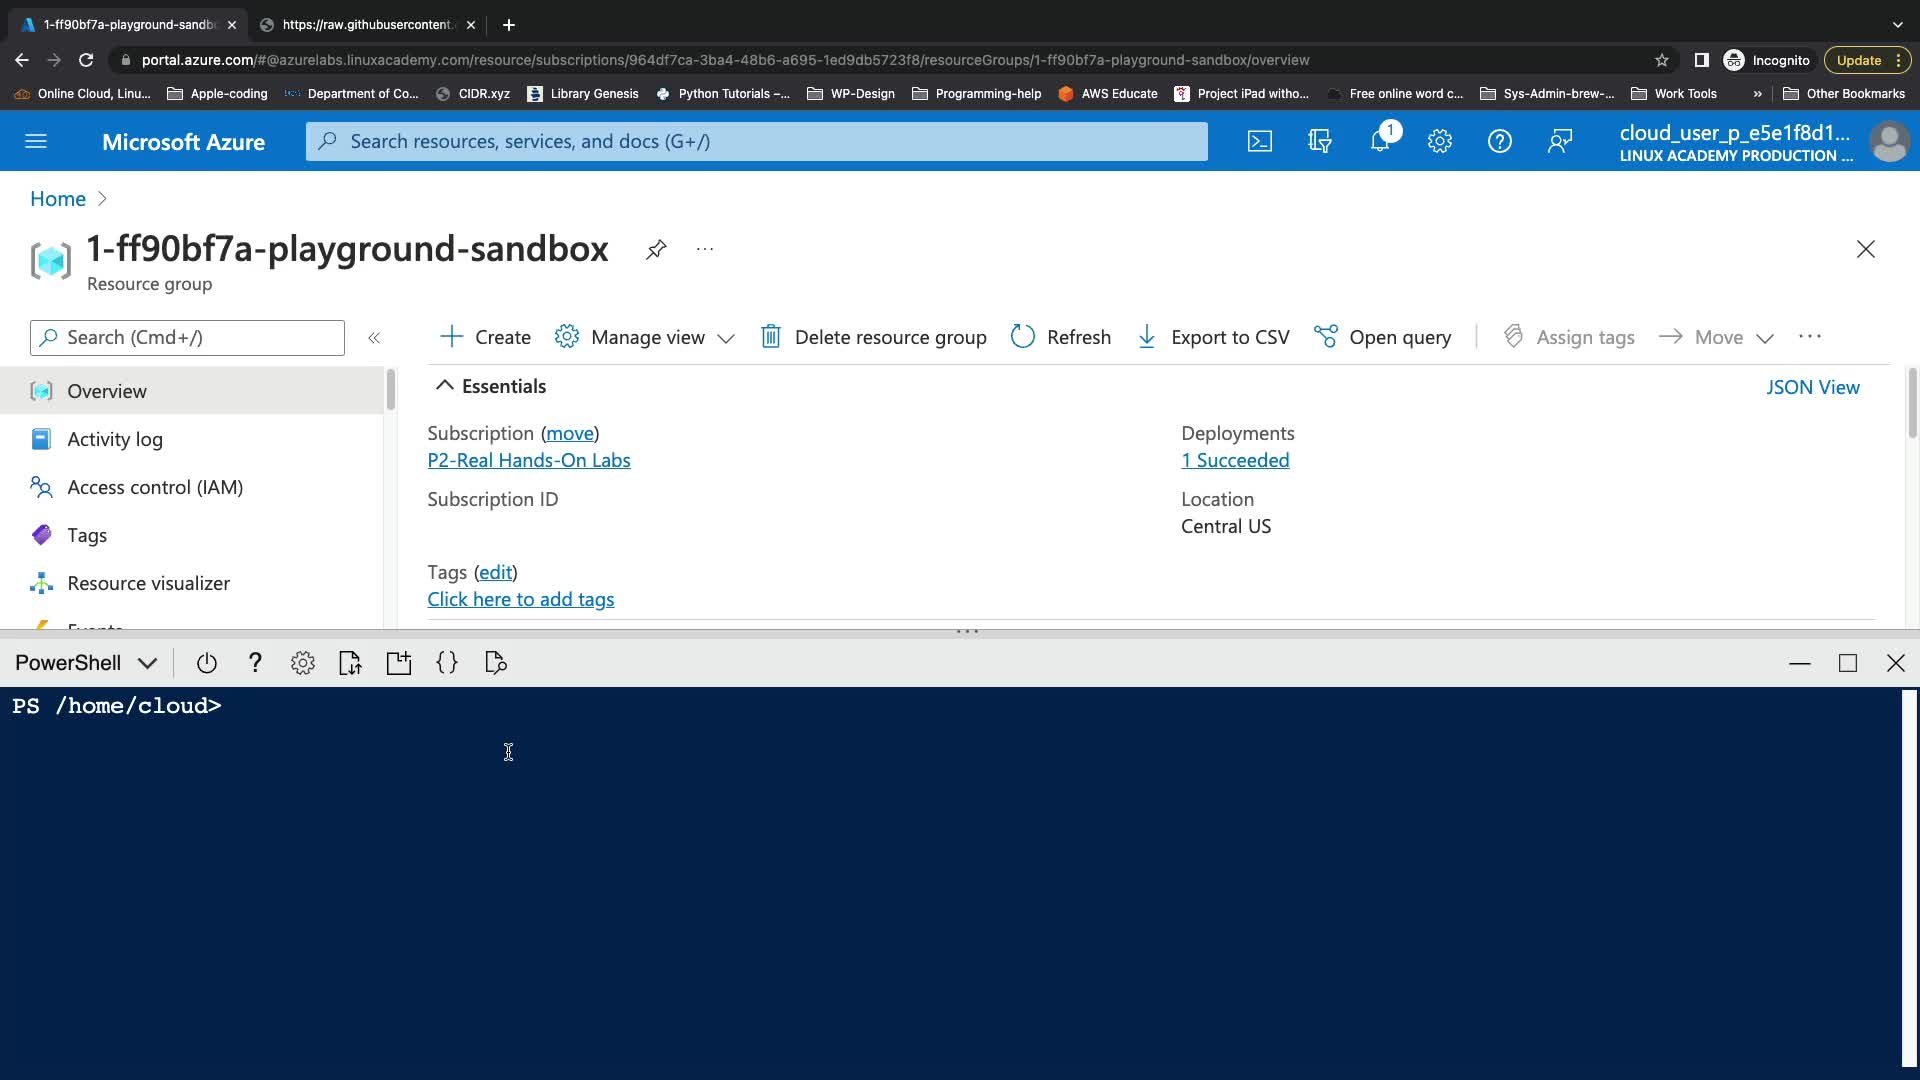 1-ff90bf7a-playground-sandb
https://raw.githubusercontent.
portal.azure.com/#@azurelabs.linuxacademy.com/resource/subscriptions/964df7ca-3ba4-48b6-a695-1ed9db5723f8/resourceGroups/1-ff90bf7a-playground-sandbox/overview
Incognito
Update
Online Cloud, Linu...
Apple-coding
Department of Co...
CIDR.xyz
Library Genesis
Python Tutorials –...
WP-Design
Programming-help
AWS Educate
Project iPad witho...
Free online word c...
Sys-Admin-brew-...
Work Tools
»
Other Bookmarks
Microsoft Azure
Search resources, services, and docs (G+/)
1
cloud_user_p_e5e1f8d1...
LINUX ACADEMY PRODUCTION ...
Home >
1-ff90bf7a-playground-sandbox
...
Resource group
Search (Cmd+/)
«
Create
Manage view
Delete resource group
Refresh
Export to CSV
Open query
Assign tags
Move
...
Overview
Activity log
Access control (IAM)
Tags
Resource visualizer
Events
Essentials
JSON View
Subscription (move)
P2-Real Hands-On Labs
Subscription ID
Deployments
1 Succeeded
Location
Central US
Tags (edit)
Click here to add tags
PowerShell
?
{}
PS /home/cloud>